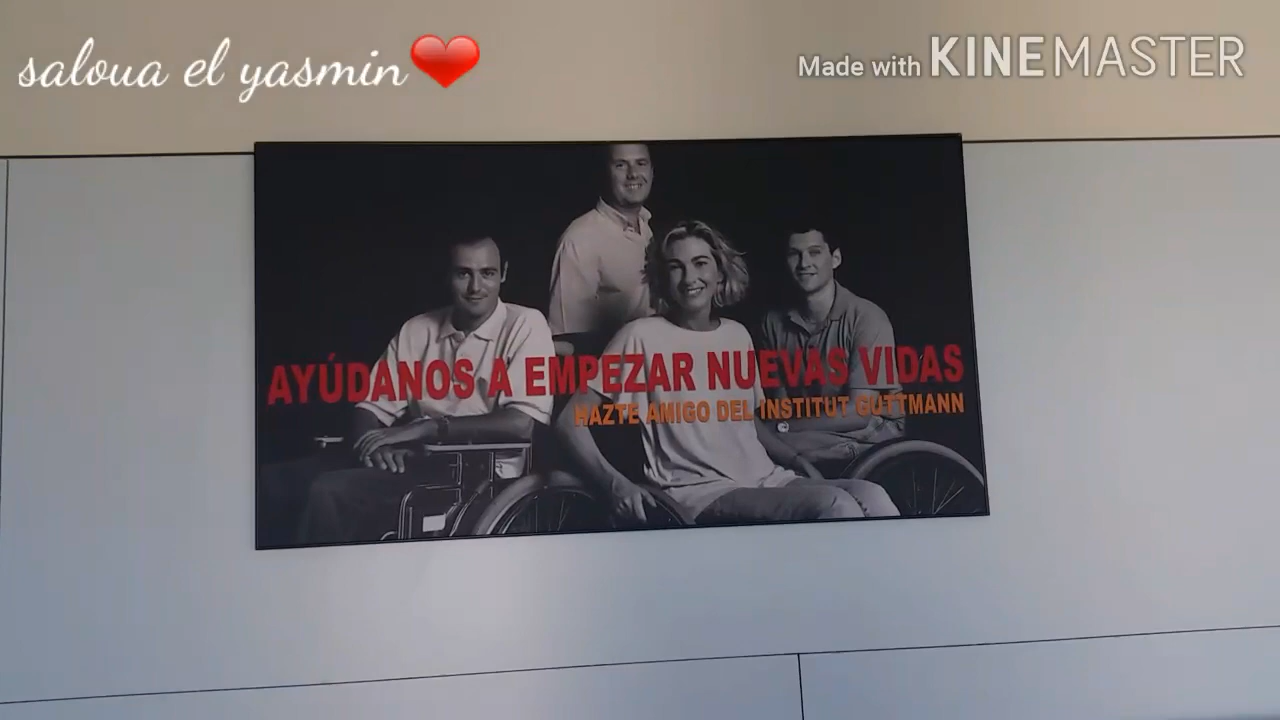 saloua el yasmin❤
Made with KINEMASTER
AYÚDANOS A EMPEZAR NUEVAS VIDAS
HAZTE AMIGO DEL INSTITUT GUTTMANN